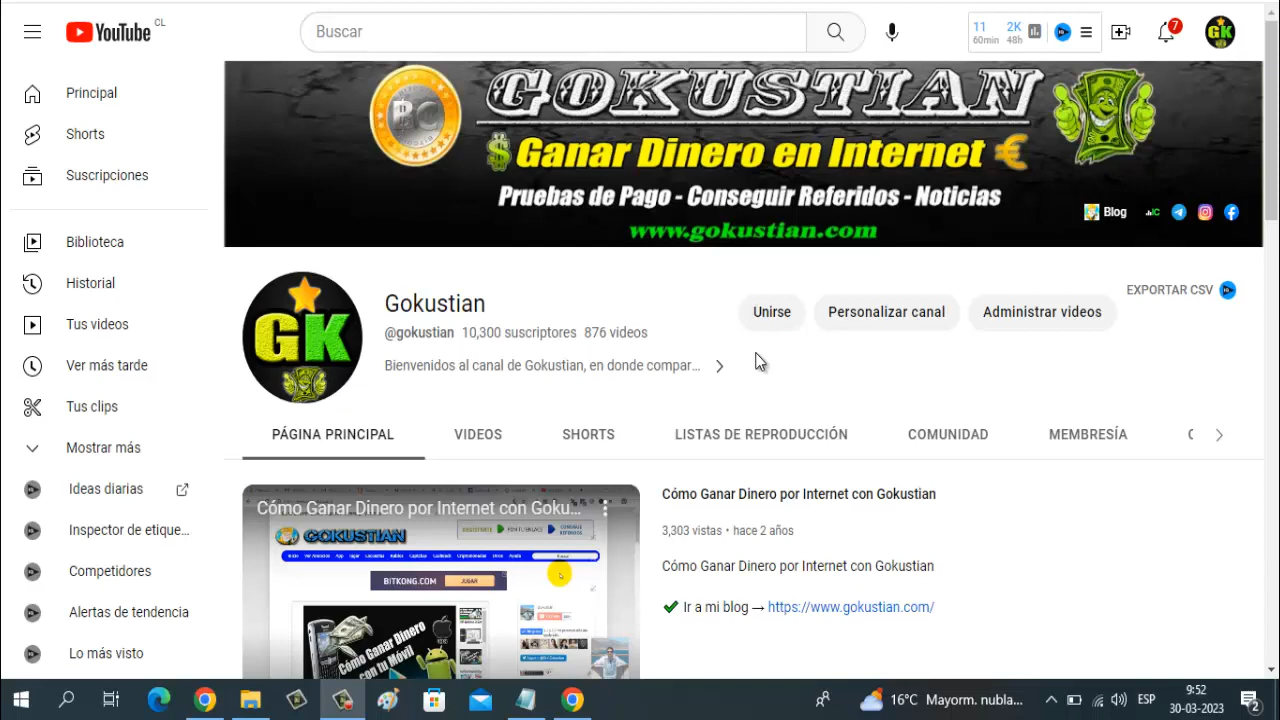 YouTube CL
Buscar
11
60min
2K
48h
7
GK
Principal
Shorts
Suscripciones
Biblioteca
Historial
Tus videos
Ver más tarde
Tus clips
Mostrar más
Ideas diarias
Inspector de etique...
Competidores
Alertas de tendencia
Lo más visto
GOKUSTIAN
$ Ganar Dinero en Internet €
Pruebas de Pago - Conseguir Referidos - Noticias
www.gokustian.com
Blog
GK
Gokustian
@gokustian 10,300 suscriptores 876 videos
Bienvenidos al canal de Gokustian, en donde compar...
Unirse
Personalizar canal
Administrar videos
EXPORTAR CSV
PÁGINA PRINCIPAL
VIDEOS
SHORTS
LISTAS DE REPRODUCCIÓN
COMUNIDAD
MEMBRESÍA
Cómo Ganar Dinero por Internet con Goku...
GOKUSTIAN
BITKONG.COM
JUGAR
Cómo Ganar Dinero
con tu Móvil
Cómo Ganar Dinero por Internet con Gokustian
3,303 vistas • hace 2 años
Cómo Ganar Dinero por Internet con Gokustian
Ir a mi blog → https://www.gokustian.com/
16°C Mayorm. nubla...
ESP
9:52
30-03-2023
2